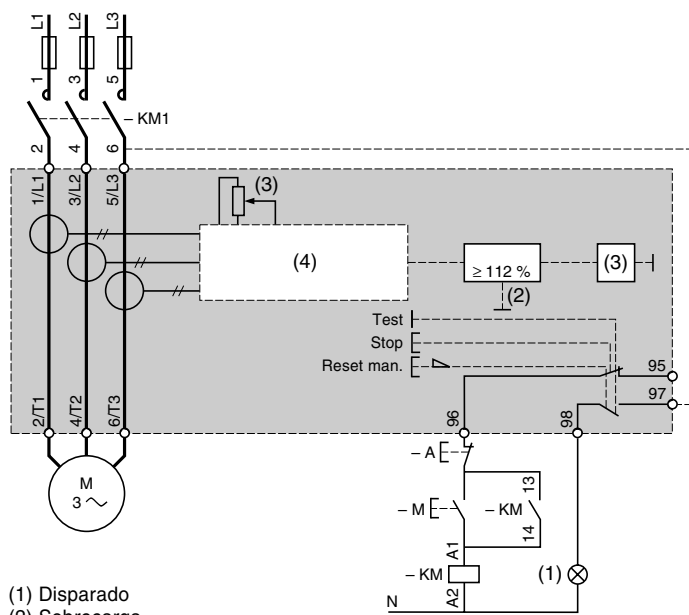 L1 L2 L3
1 3 5
– KM1
2 4 6
1/L1 3/L2 5/L3
(3)
(4)
≥ 112 %
(3)
(2)
Test
Stop
Reset man.
95
97
2/T1 4/T2 6/T3
96 98
– A
M
3
13
– M
– KM
14
A1
– KM
(1)
N
A2
(1) Disparado
(2) Sobrecarga